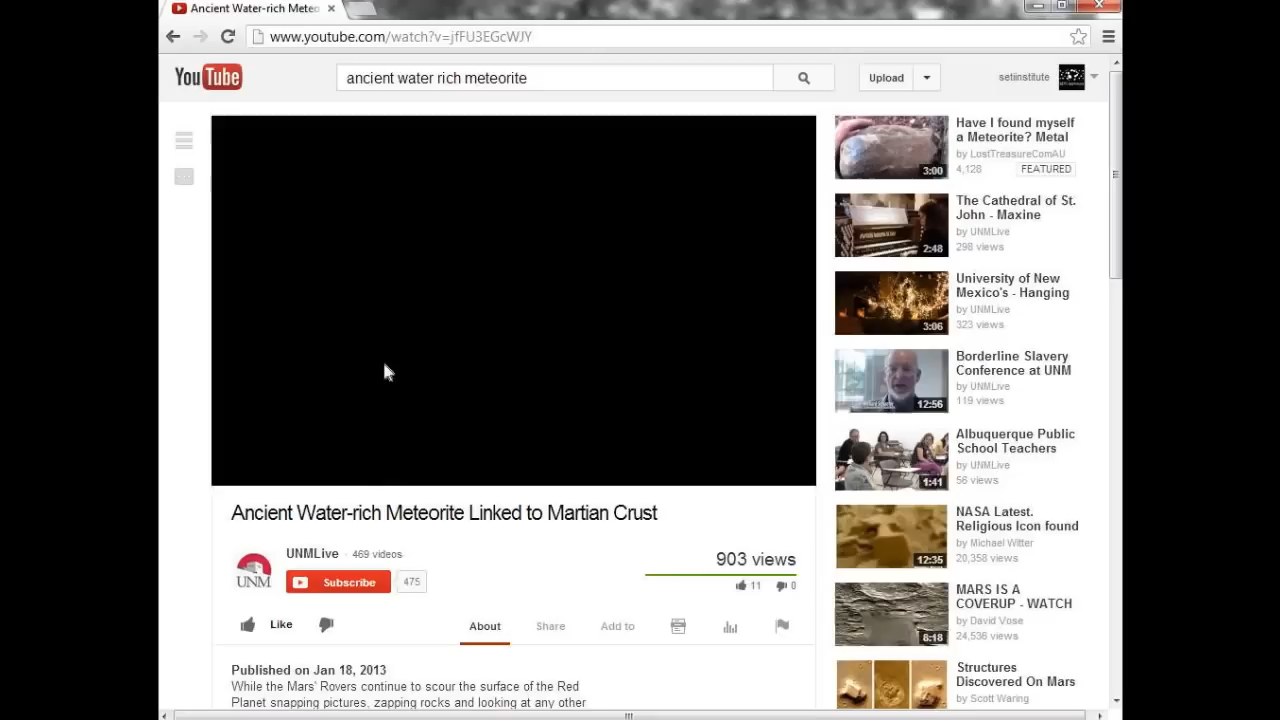 Ancient Water-rich Meteo
www.youtube.com/watch?v=jfFU3EGcWJY
YouTube
ancient water rich meteorite
Upload
setiinstitute
Have I found myself
a Meteorite? Metal
by LostTreasureComAU
4,128
FEATURED
3:00
The Cathedral of St.
John - Maxine
by UNMLive
298 views
2:48
University of New
Mexico's - Hanging
by UNMLive
323 views
3:06
Borderline Slavery
Conference at UNM
by UNMLive
119 views
12:56
Albuquerque Public
School Teachers
by UNMLive
56 views
1:41
NASA Latest.
Religious Icon found
by Michael Witter
20,358 views
12:35
MARS IS A
COVERUP - WATCH
by David Vose
24,536 views
8:18
Structures
Discovered On Mars
by Scott Waring
Ancient Water-rich Meteorite Linked to Martian Crust
UNM
UNMLive · 469 videos
Subscribe
475
903 views
11
0
Like
About
Share
Add to
Published on Jan 18, 2013
While the Mars' Rovers continue to scour the surface of the Red
Planet pictures, zapping rocks and looking at any other